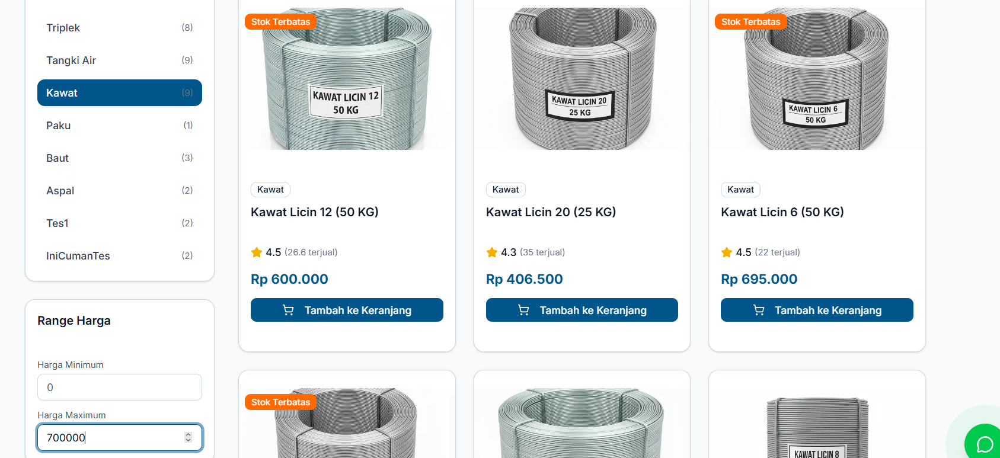 Triplek (8)
Tangki Air (9)
Kawat (9)
Paku (1)
Baut (3)
Aspal (2)
Tes1 (2)
IniCumanTes (2)
Range Harga
Harga Minimum
0
Harga Maximum
700000
Stok Terbatas
KAWAT LICIN 12
50 KG
Kawat
Kawat Licin 12 (50 KG)
4.5 (26.6 terjual)
Rp 600.000
Tambah ke Keranjang
KAWAT LICIN 20
25 KG
Kawat
Kawat Licin 20 (25 KG)
4.3 (35 terjual)
Rp 406.500
Tambah ke Keranjang
Stok Terbatas
KAWAT LICIN 6
50 KG
Kawat
Kawat Licin 6 (50 KG)
4.5 (22 terjual)
Rp 695.000
Tambah ke Keranjang
Stok Terbatas
KAWAT LICIN 8